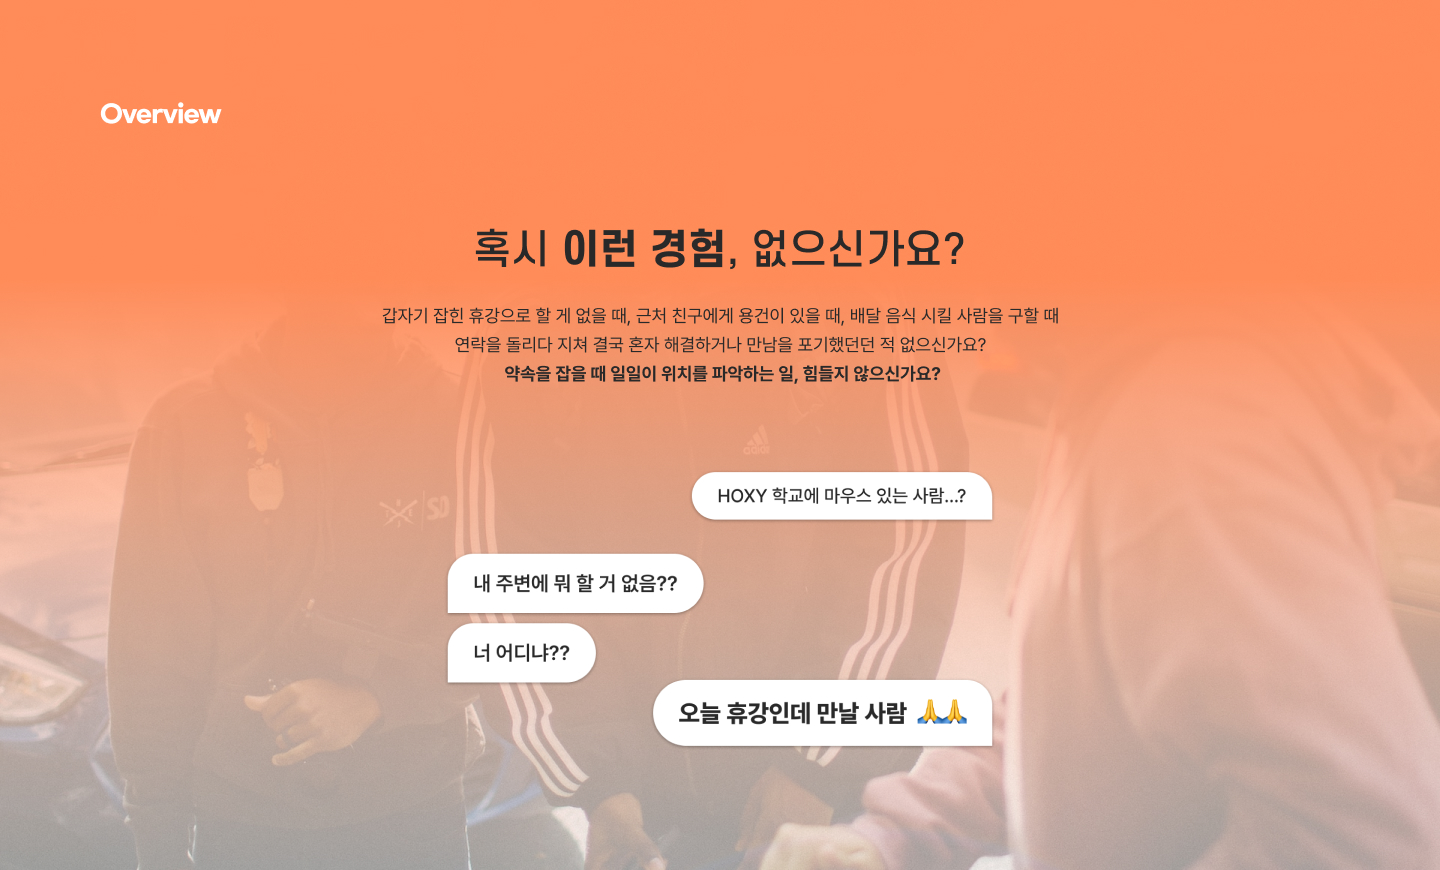 Overview
혹시 이런 경험, 없으신가요?
갑자기 잡힌 휴강으로 할 게 없을 때, 근처 친구에게 용건이 있을 때, 배달 음식 시킬 사람을 구할 때
연락을 돌리다 지쳐 결국 혼자 해결하거나 만남을 포기했던던 적 없으신가요?
약속을 잡을 때 일일이 위치를 파악하는 일, 힘들지 않으신가요?
adidas
SD
HOXY 학교에 마우스 있는 사람...?
내 주변에 뭐 할 거 없음??
너 어디냐??
오늘 휴강인데 만날 사람 🙏🙏